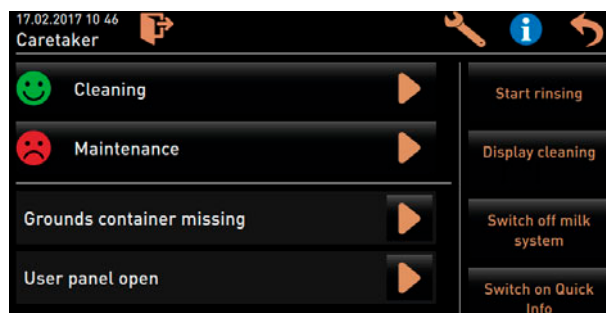 17.02.2017 10 46
Caretaker
i
Cleaning
Maintenance
Grounds container missing
User panel open
Start rinsing
Display cleaning
Switch off milk
system
Switch on Quick
Info